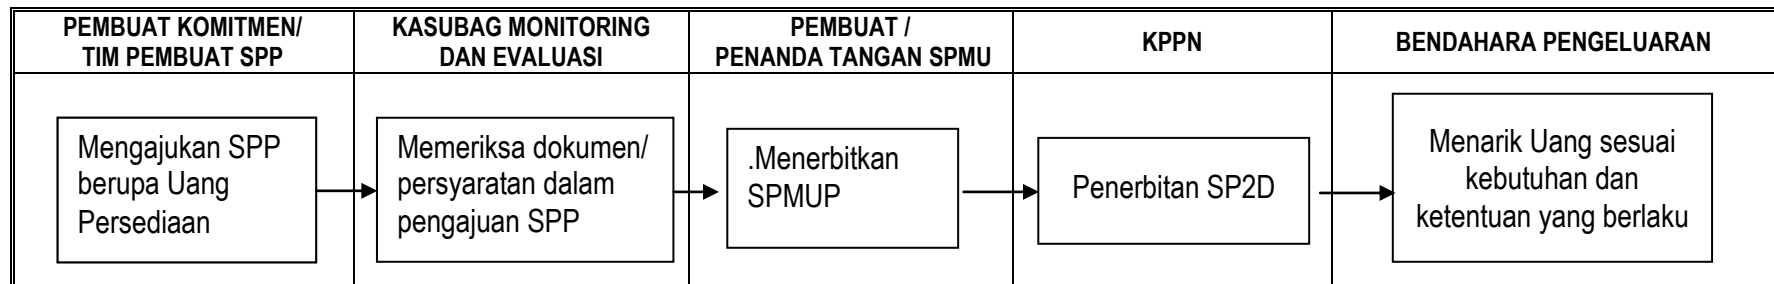 PEMBUAT KOMITMEN/
TIM PEMBUAT SPP
KASUBAG MONITORING
DAN EVALUASI
PEMBUAT /
PENANDA TANGAN SPMU
KPPN
BENDAHARA PENGELUARAN
Mengajukan SPP
berupa Uang
Persediaan
Memeriksa dokumen/
persyaratan dalam
pengajuan SPP
.Menerbitkan
SPMUP
Penerbitan SP2D
Menarik Uang sesuai
kebutuhan dan
ketentuan yang berlaku